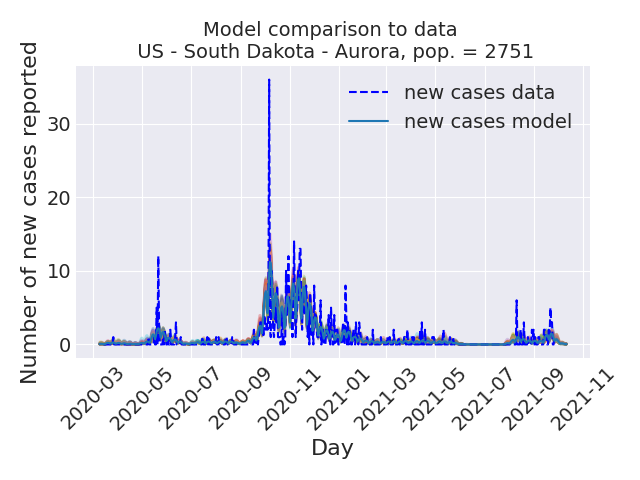 Model comparison to data
US - South Dakota - Aurora, pop. = 2751
Number of new cases reported
new cases data
new cases model
30
20
10
0
2020-03
2020-05
2020-07
2020-09
2020-11
2021-01
2021-03
2021-05
2021-07
2021-09
2021-11
Day